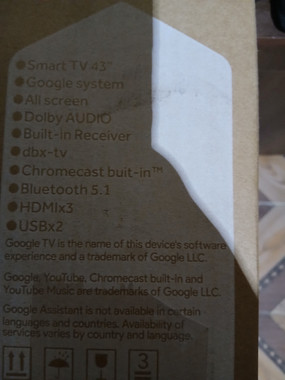 ●Smart TV 43"
●Google system
●All screen
●Dolby AUDIO
●Built-in Receiver
●dbx-tv
●Chromecast buit-in™
●Bluetooth 5.1
●HDMIx3
●USBx2
Google TV is the name of this device's software
experience and a trademark of Google LLC.
Google, YouTube, Chromecast built-in and
YouTube Music are trademarks of Google LLC.
Google Assistant is not available in certain
languages and countries. Availability of
services varies by country and language.
3